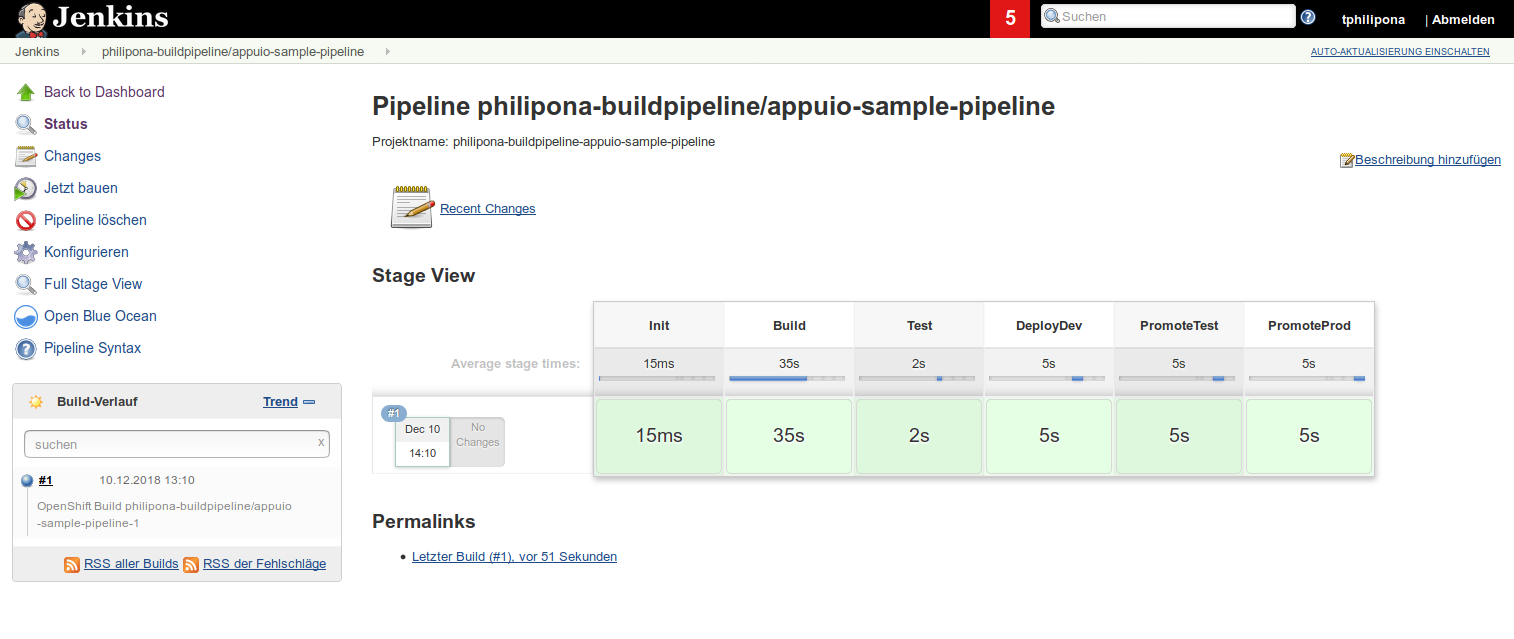 Jenkins
5
Suchen
tphilipona
| Abmelden
Jenkins
philipona-buildpipeline/appuio-sample-pipeline
AUTO-AKTUALISIERUNG EINSCHALTEN
Back to Dashboard
Status
Changes
Jetzt bauen
Pipeline löschen
Konfigurieren
Full Stage View
Open Blue Ocean
Pipeline Syntax
Build-Verlauf
Trend
suchen
x
#1
10.12.2018 13:10
OpenShift Build philipona-buildpipeline/appuio
-sample-pipeline-1
RSS aller Builds
RSS der Fehlschläge
Pipeline philipona-buildpipeline/appuio-sample-pipeline
Projektname: philipona-buildpipeline-appuio-sample-pipeline
Beschreibung hinzufügen
Recent Changes
Stage View
Init Build Test DeployDev PromoteTest PromoteProd
Average stage times: 15ms 35s 2s 5s 5s 5s
#1
Dec 10
14:10
No
Changes
15ms 35s 2s 5s 5s 5s
Permalinks
Letzter Build (#1), vor 51 Sekunden